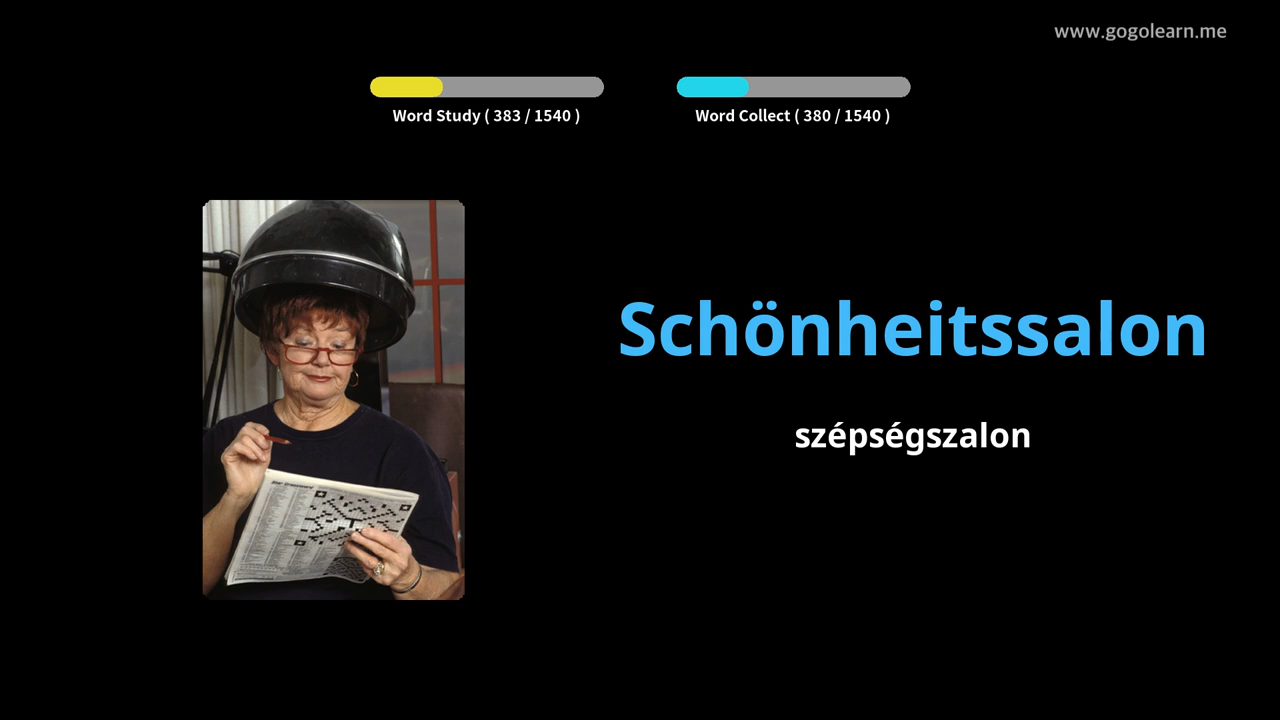 www.gogolearn.me
Word Study ( 383 / 1540 )
Word Collect ( 380 / 1540 )
Schönheitssalon
szépségszalon